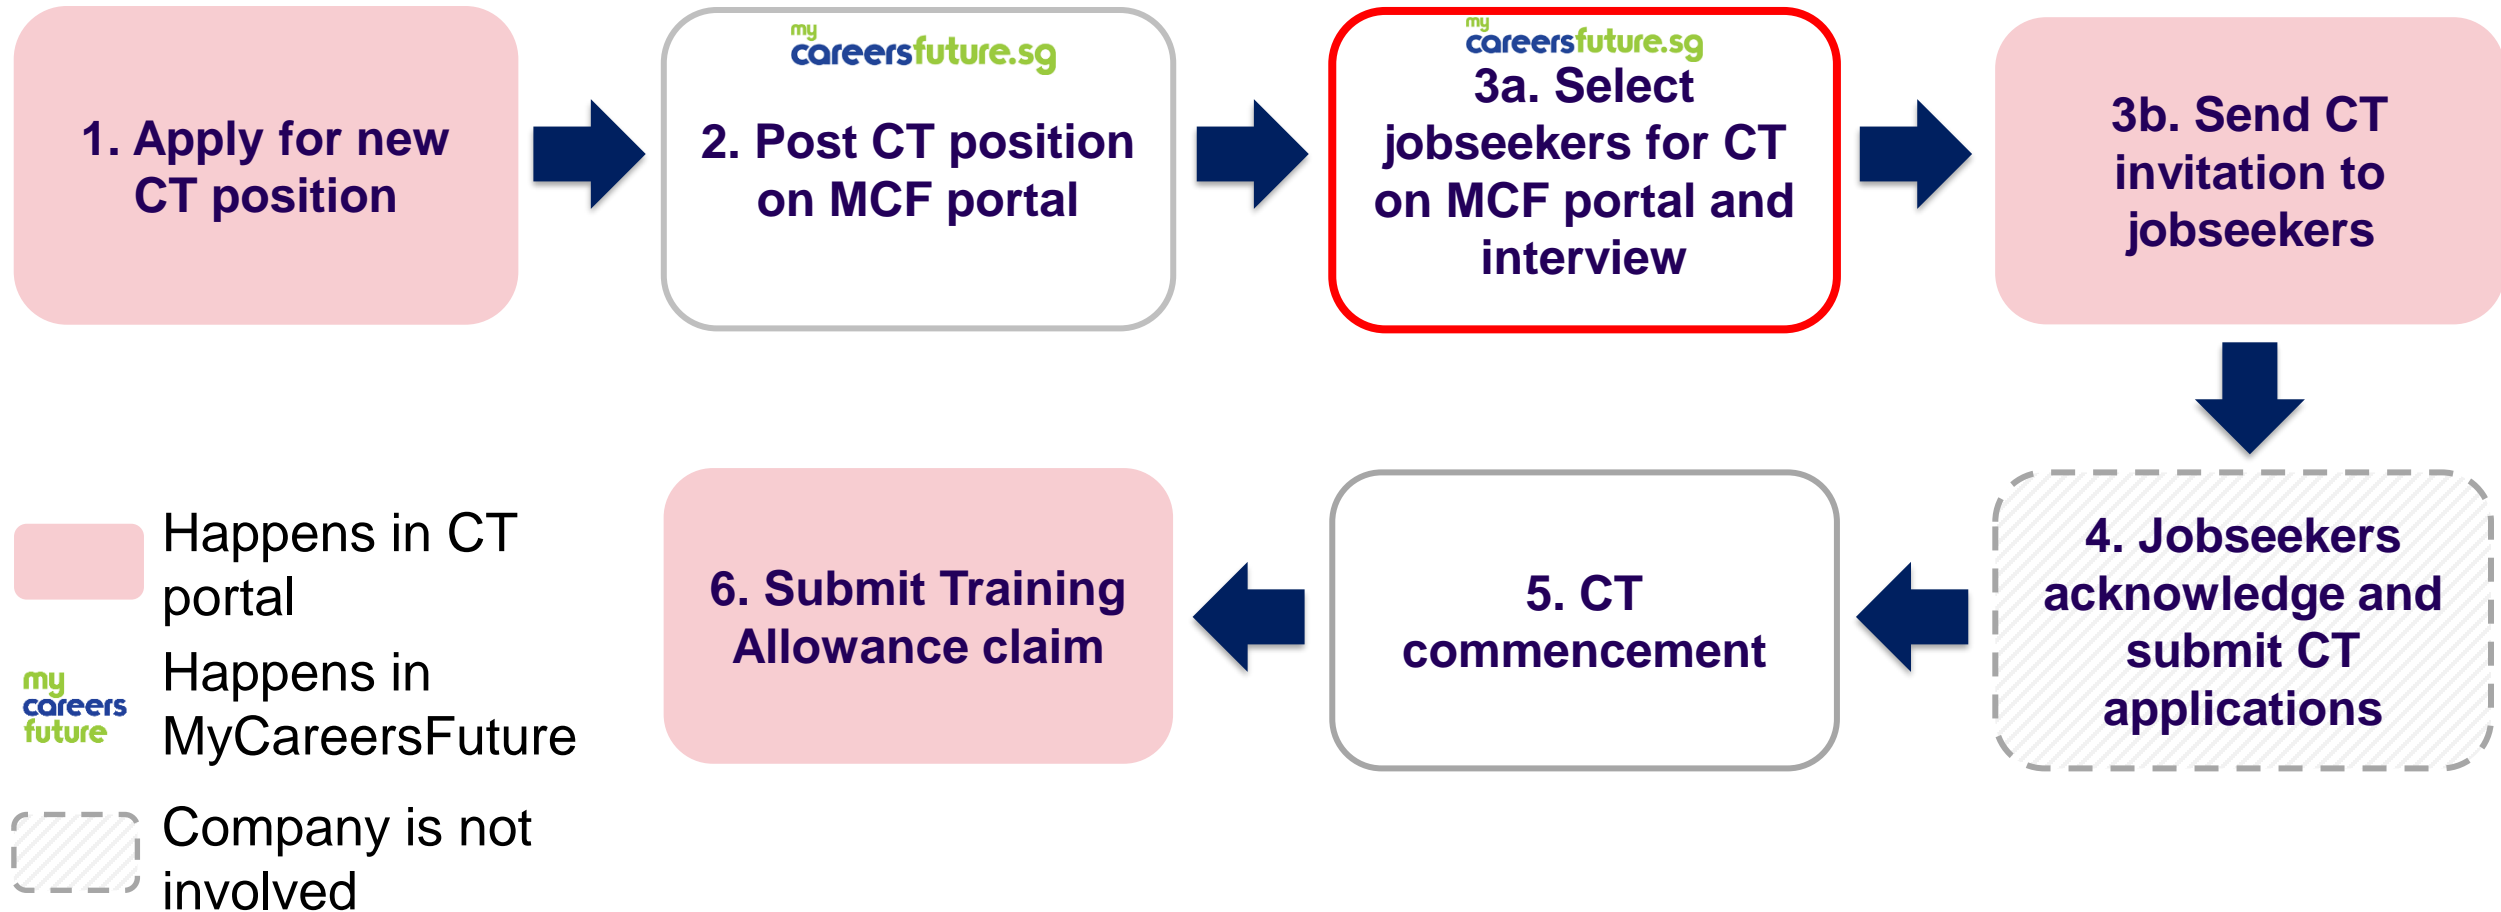 1. Apply for new
CT position
my
careersfuture.sg
2. Post CT position
on MCF portal
my
careersfuture.sg
3a. Select
jobseekers for CT
on MCF portal and
interview
3b. Send CT
invitation to
jobseekers
4. Jobseekers
acknowledge and
submit CT
applications
5. CT
commencement
6. Submit Training
Allowance claim
Happens in CT
portal
my
careers
future
Happens in
MyCareersFuture
Company is not
involved